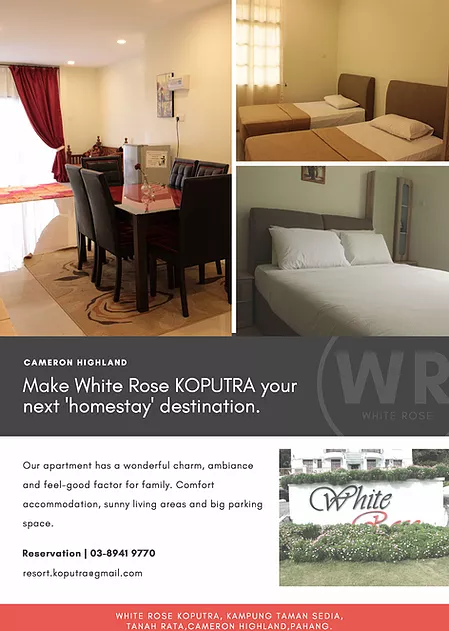 CAMERON HIGHLAND
Make White Rose KOPUTRA your
next 'homestay' destination.
WR
WHITE ROSE
Our apartment has a wonderful charm, ambiance
and feel-good factor for family. Comfort
accommodation, sunny living areas and big parking
space.
White
Rose
Reservation | 03-8941 9770
resort.koputra@gmail.com
WHITE ROSE KOPUTRA, KAMPUNG TAMAN SEDIA,
TANAH RATA,CAMERON HIGHLAND,PAHANG.